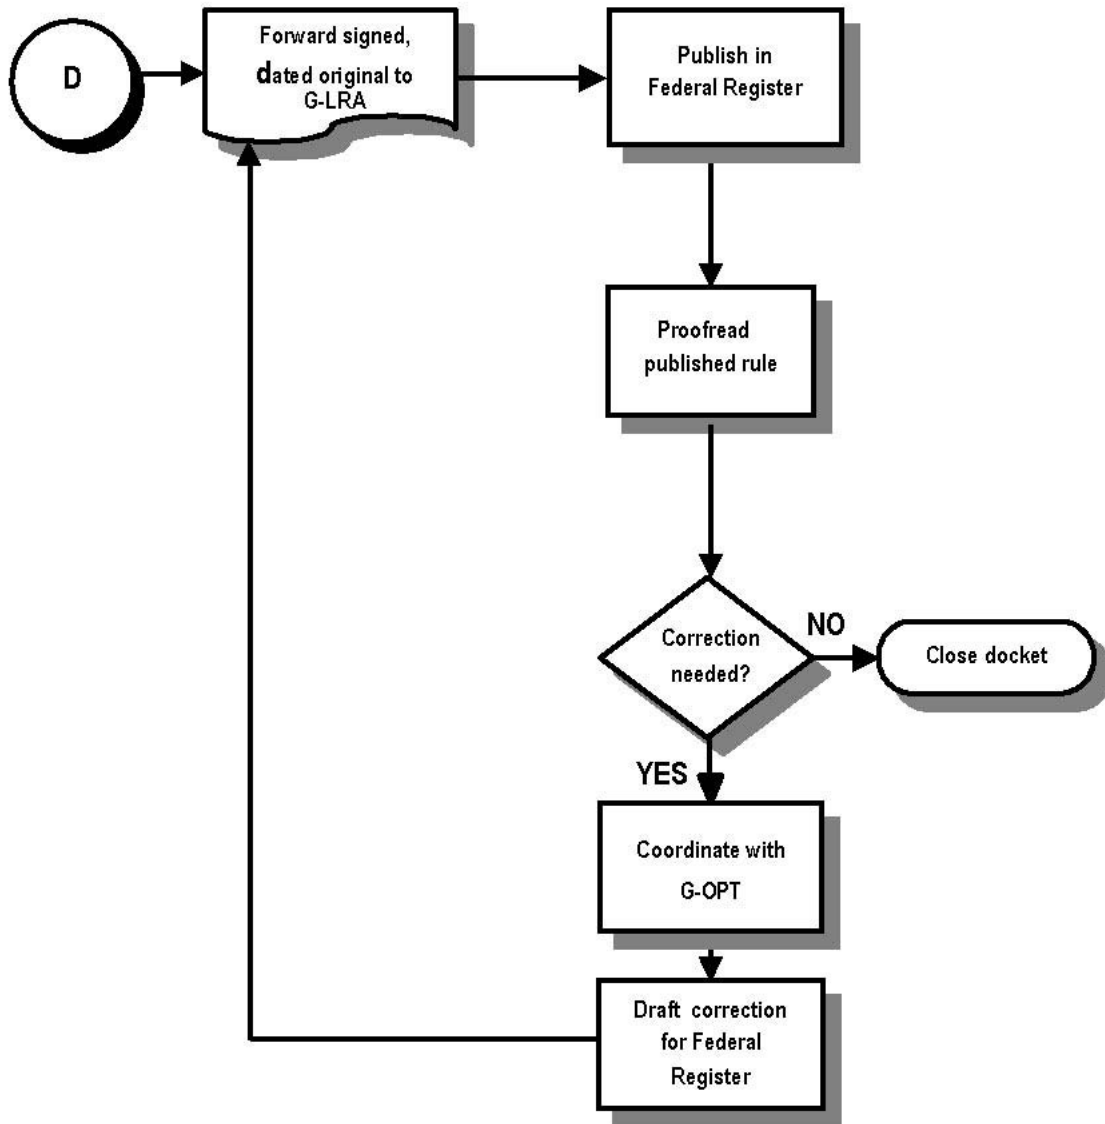 D
Forward signed,
dated original to
G-LRA
Publish in
Federal Register
Proofread
published rule
Correction
needed?
NO
Close docket
YES
Coordinate with
G-OPT
Draft correction
for Federal
Register